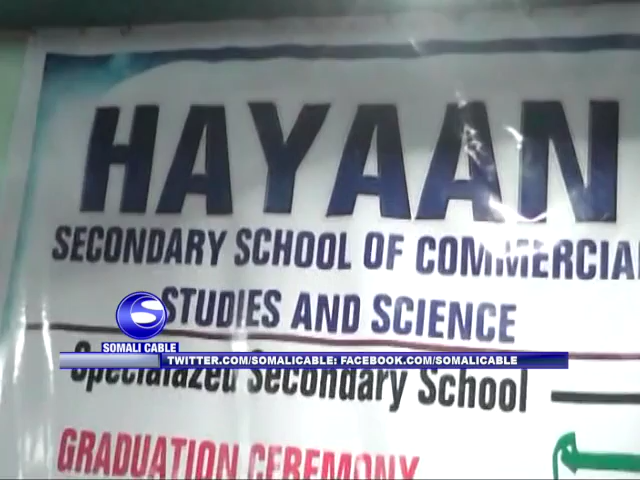 HAYAAN
SECONDARY SCHOOL OF COMMERCIA
STUDIES AND SCIENCE
SOMALI CABLE
TWITTER.COM/SOMALICABLE: FACEBOOK.COM/SOMALICABLE
Specialazed Secondary School
GRADUATION CEREMONY